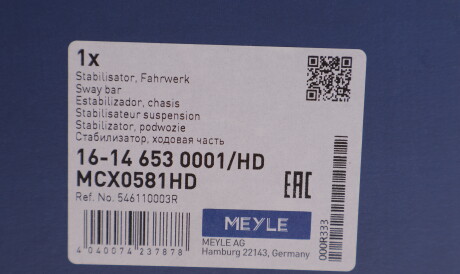 1x
Stabilisator, Fahrwerk
Sway bar
Estabilizador, chasis
Stabilisateur suspension
Stabilizator, podwozie
Стабилизатор, ходовая часть
16-14 653 0001/HD
MCX0581HD
Ref. No. 546110003R
EAC
MEYLE
MEYLE AG
Hamburg 22143, Germany
4 040074 237878
000R333